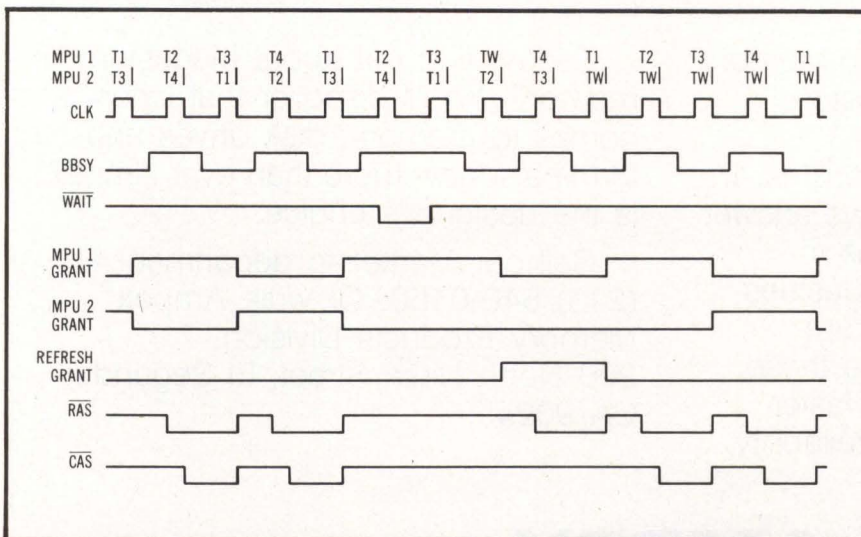 MPU 1 T1 T2 T3 T4 T1 T2 T3 TW T4 T1 T2 T3 T4 T1
MPU 2 T3 T4 T1 T2 T3 T4 T1 T2 T3 TW TW TW TW TW
CLK
BBSY
WAIT
MPU 1
GRANT
MPU 2
GRANT
REFRESH
GRANT
RAS
CAS